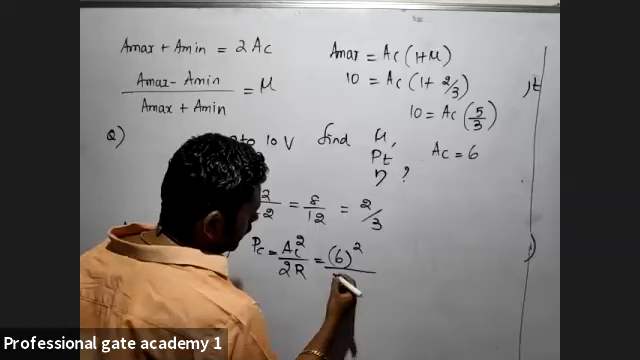 Amax + Amin = 2Ac
Amax - Amin / Amax + Amin = μ
Amax = Ac (1+μ)
10 = Ac (1 + 2/3)
10 = Ac (5/3)
Ac = 6
Q) 2 to 10 V find μ,
Pt
η ?
2 = 8/12 = 2/3
Pc = Ac²/2R = (6)²
Professional gate academy 1